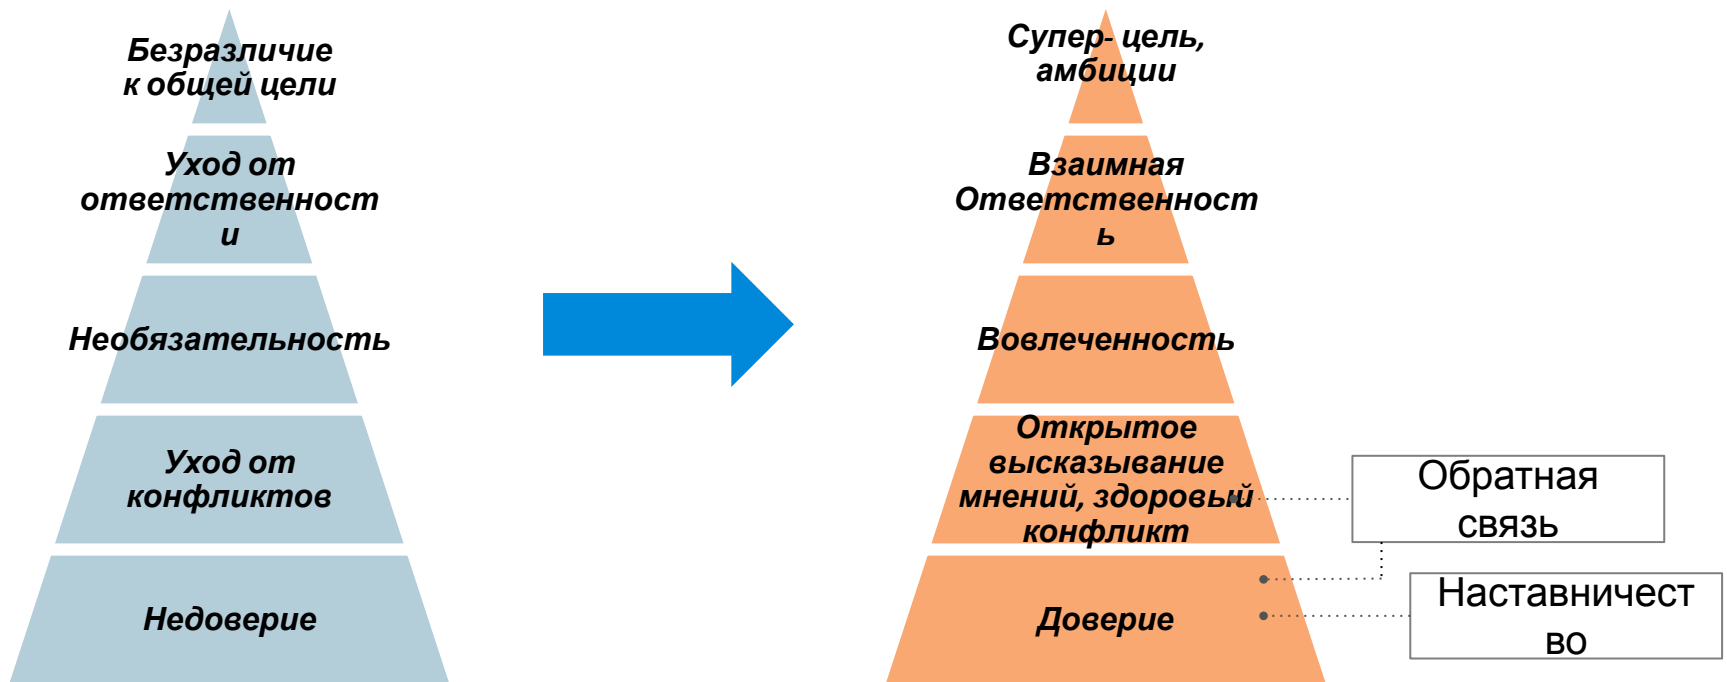 Безразличие
к общей цели
Уход от
ответственност
и
Необязательность
Уход от
конфликтов
Недоверие
Супер- цель,
амбиции
Взаимная
Ответственност
ь
Вовлеченность
Открытое
высказывание
мнений, здоровый
конфликт
Доверие
Обратная
связь
Наставничест
во